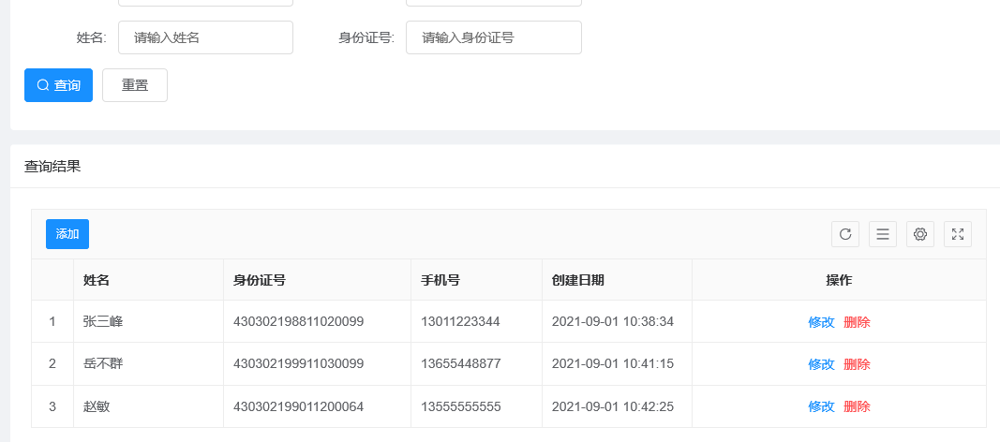 姓名: 请输入姓名 身份证号: 请输入身份证号
查询 重置
查询结果
添加
姓名 身份证号 手机号 创建日期 操作
1 张三峰 430302198811020099 13011223344 2021-09-01 10:38:34 修改 删除
2 岳不群 430302199911030099 13655448877 2021-09-01 10:41:15 修改 删除
3 赵敏 430302199011200064 13555555555 2021-09-01 10:42:25 修改 删除